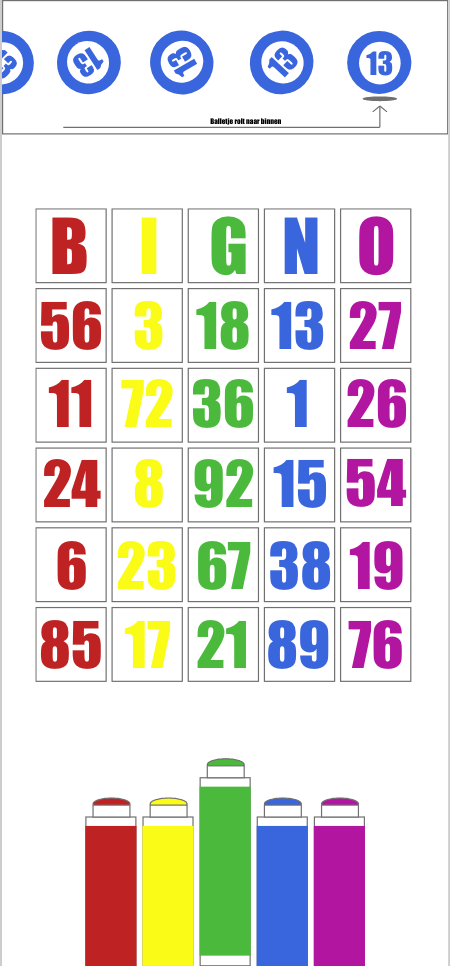 13 13 13 13 13
Balletje rolt naar binnen
B I G N O
56 3 18 13 27
11 72 36 1 26
24 8 92 15 54
6 23 67 38 19
85 17 21 89 76